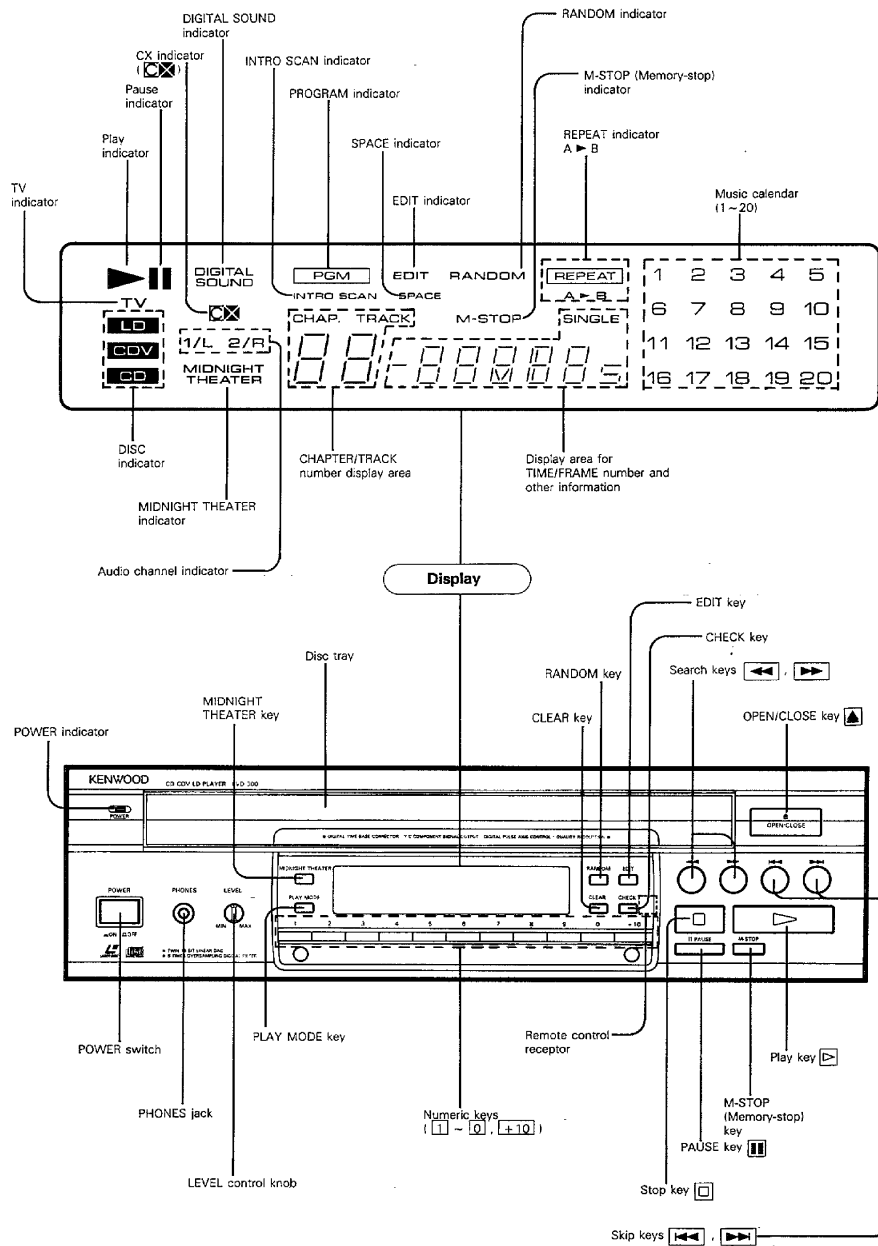 DIGITAL SOUND
indicator
RANDOM indicator
CX indicator
( CX )
INTRO SCAN indicator
M-STOP (Memory-stop)
indicator
Pause
indicator
PROGRAM indicator
REPEAT indicator
A ► B
Play
indicator
SPACE indicator
TV
indicator
EDIT indicator
Music calendar
(1~20)
DIGITAL
SOUND
PGM
EDIT
RANDOM
REPEAT
1 2 3 4 5
TV
INTRO SCAN
SPACE
A ► B
LD
CX
CHAP. TRACK
M-STOP
SINGLE
6 7 8 9 10
CDV
1/L 2/R
11 12 13 14 15
CD
MIDNIGHT
THEATER
16 17 18 19 20
DISC
indicator
CHAPTER/TRACK
number display area
Display area for
TIME/FRAME number and
other information
MIDNIGHT THEATER
indicator
Audio channel indicator
Display
EDIT key
CHECK key
Disc tray
RANDOM key
Search keys ◄◄ , ►►
MIDNIGHT
THEATER key
CLEAR key
OPEN/CLOSE key ▲
POWER indicator
KENWOOD
CD CDV LD PLAYER
POWER
OPEN/CLOSE
MIDNIGHT THEATER
RANDOM
EDIT
POWER
PHONES
LEVEL
PLAY MODE
CLEAR
CHECK
MIN
MAX
1 2 3 4 5 6 7 8 9 0 +10
PAUSE
M-STOP
POWER switch
PLAY MODE key
Remote control
receptor
Play key ▷
PHONES jack
Numeric keys
( 1 ~ 0 , +10 )
M-STOP
(Memory-stop)
key
PAUSE key ▮▮
LEVEL control knob
Stop key □
Skip keys |◄◄ , ►►|